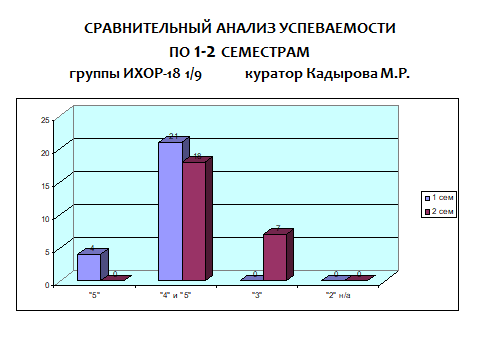 СРАВНИТЕЛЬНЫЙ АНАЛИЗ УСПЕВАЕМОСТИ
ПО 1-2 СЕМЕСТРАМ
группы ИХОР-18 1/9 куратор Кадырова М.Р.
25
20
15
10
5
0
4
0
21
18
0
7
0
0
"5"
"4" и "5"
"3"
"2" н/а
1 сем
2 сем